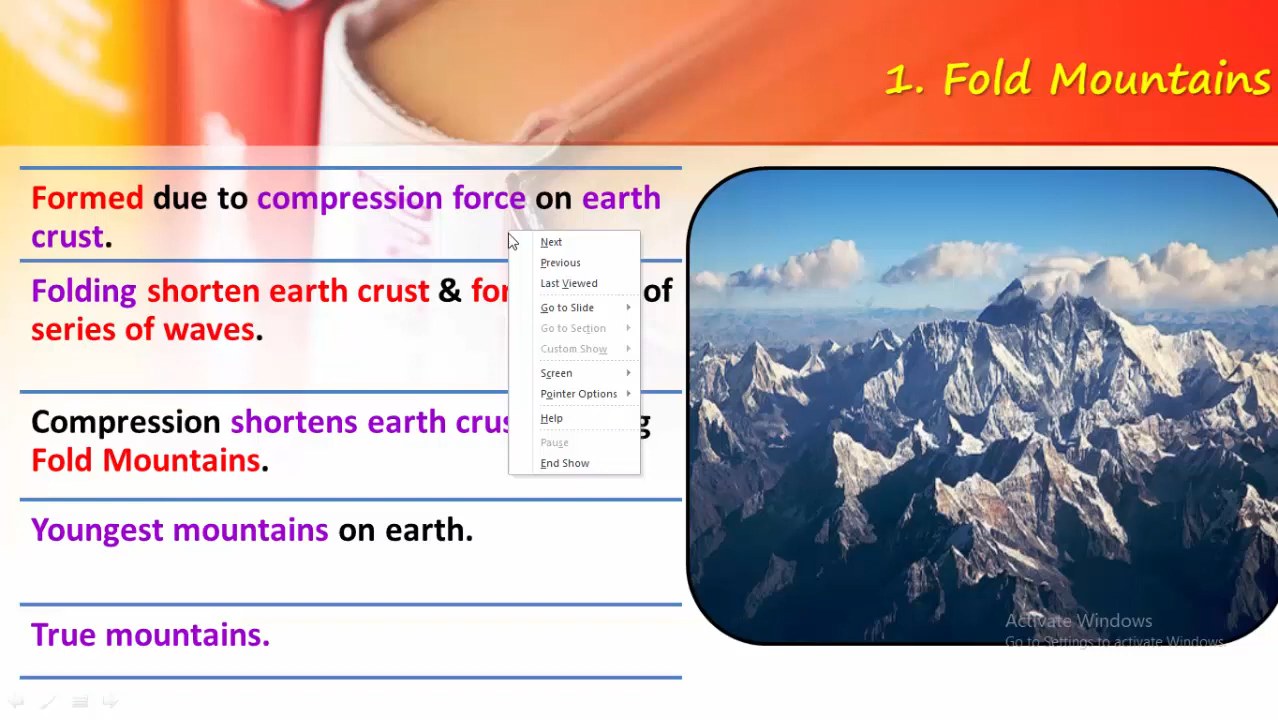 1. Fold Mountains
Formed due to compression force on earth
crust.
Folding shorten earth crust & of
series of waves.
Compression shortens earth
Fold Mountains.
Youngest mountains on earth.
True mountains.
Next
Previous
Last Viewed
Go to Slide
Go to Section
Custom Show
Screen
Pointer Options
Help
Pause
End Show
Activate Windows
Go to Settings to activate Windows.